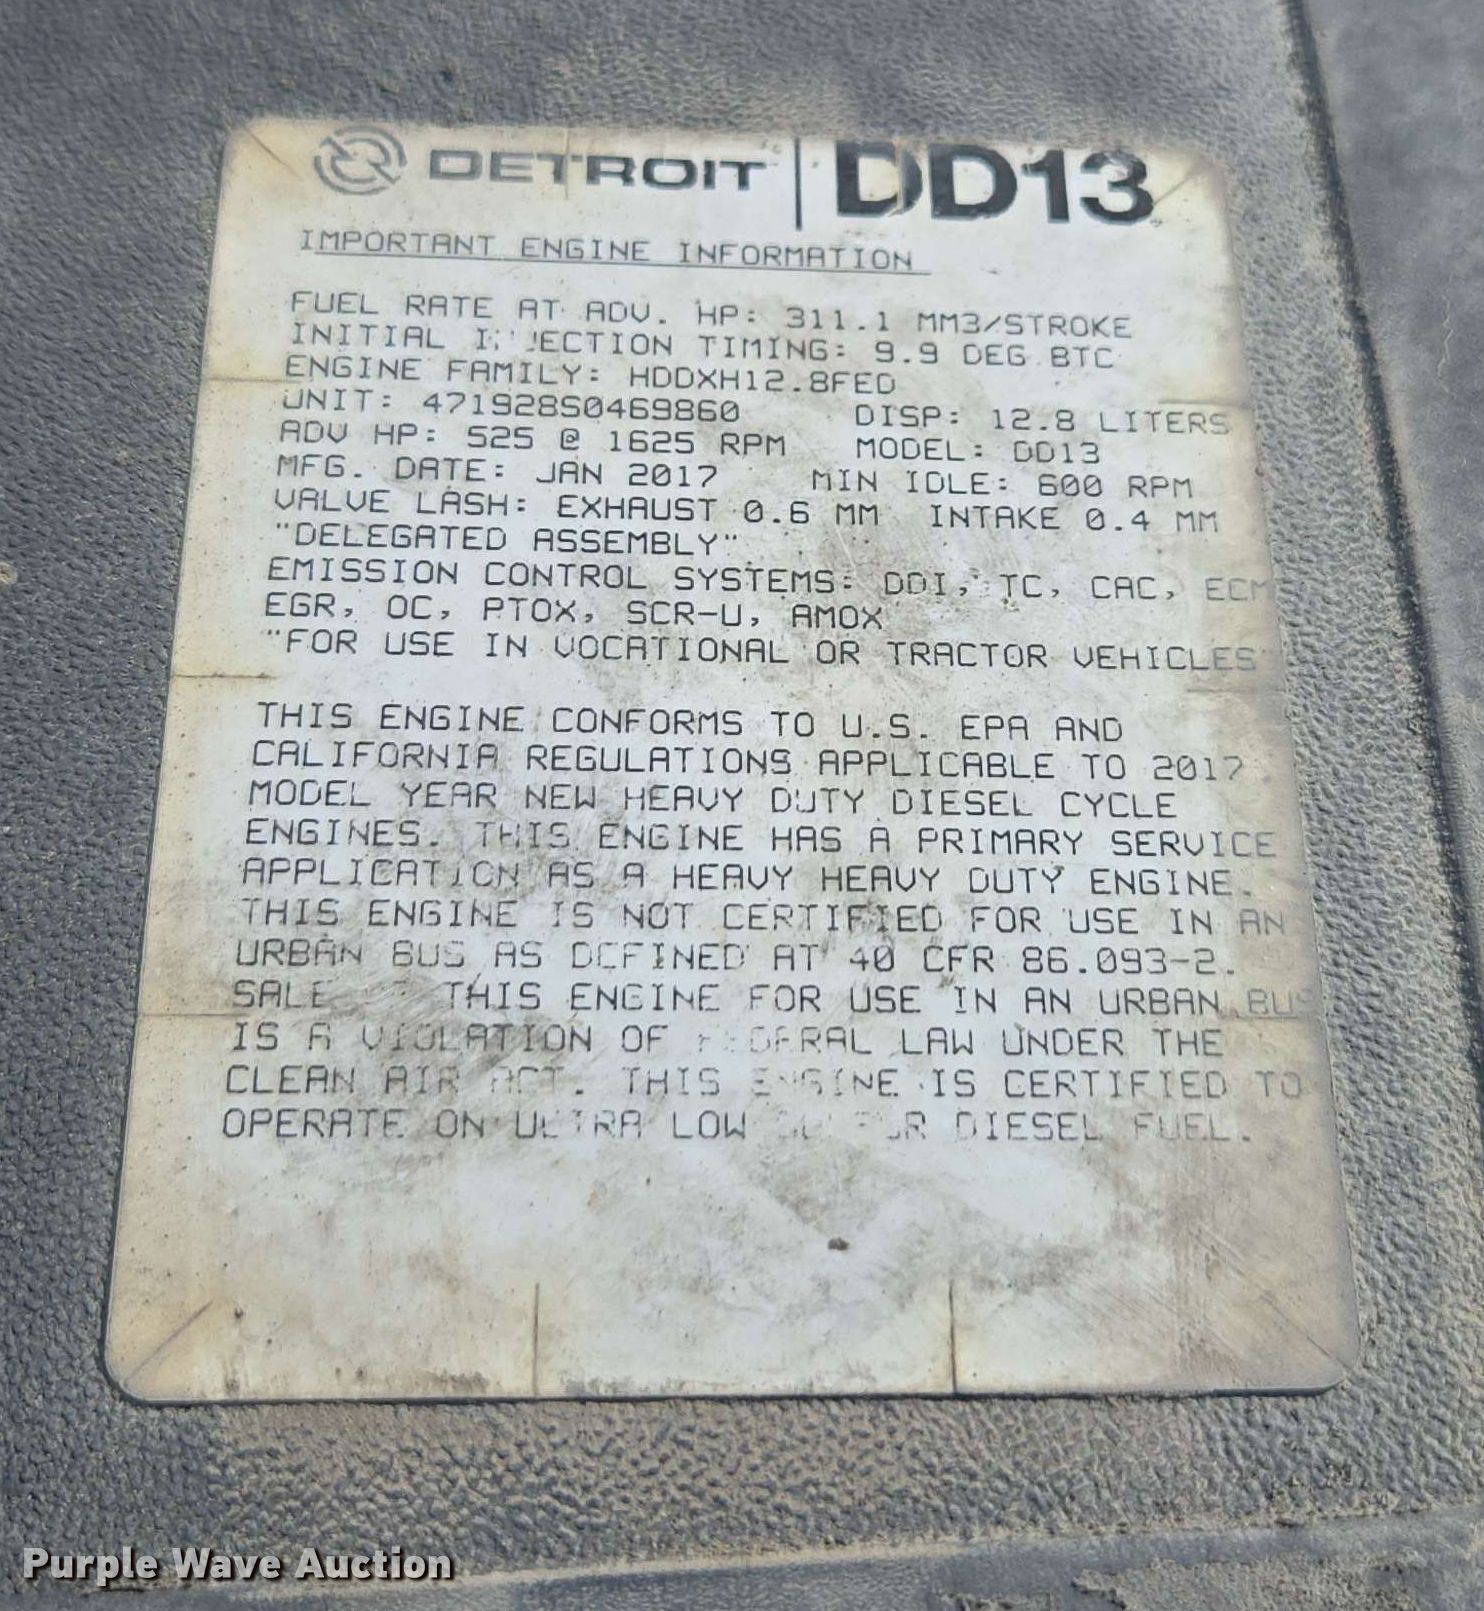 DETROIT | DD13
IMPORTANT ENGINE INFORMATION
FUEL RATE AT ADV. HP: 311.1 MM3/STROKE
INITIAL INJECTION TIMING: 9.9 DEG BTC
ENGINE FAMILY: HDDXH12.8FED
UNIT: 471928S0469860 DISP: 12.8 LITERS
ADV HP: 525 @ 1625 RPM MODEL: DD13
MFG. DATE: JAN 2017 MIN IDLE: 600 RPM
VALVE LASH: EXHAUST 0.6 MM INTAKE 0.4 MM
"DELEGATED ASSEMBLY"
EMISSION CONTROL SYSTEMS: DDI, TC, CAC, ECM
EGR, OC, PTOX, SCR-U, AMOX
"FOR USE IN VOCATIONAL OR TRACTOR VEHICLES"
THIS ENGINE CONFORMS TO U.S. EPA AND
CALIFORNIA REGULATIONS APPLICABLE TO 2017
MODEL YEAR NEW HEAVY DUTY DIESEL CYCLE
ENGINES. THIS ENGINE HAS A PRIMARY SERVICE
APPLICATION AS A HEAVY HEAVY DUTY ENGINE.
THIS ENGINE IS NOT CERTIFIED FOR USE IN AN
URBAN BUS AS DEFINED AT 40 CFR 86.093-2.
SALE THIS ENGINE FOR USE IN AN URBAN BUS
IS A VIOLATION OF FEDERAL LAW UNDER THE
CLEAN AIR ACT. THIS ENGINE IS CERTIFIED TO
OPERATE ON ULTRA LOW DIESEL FUEL.
Purple Wave Auction